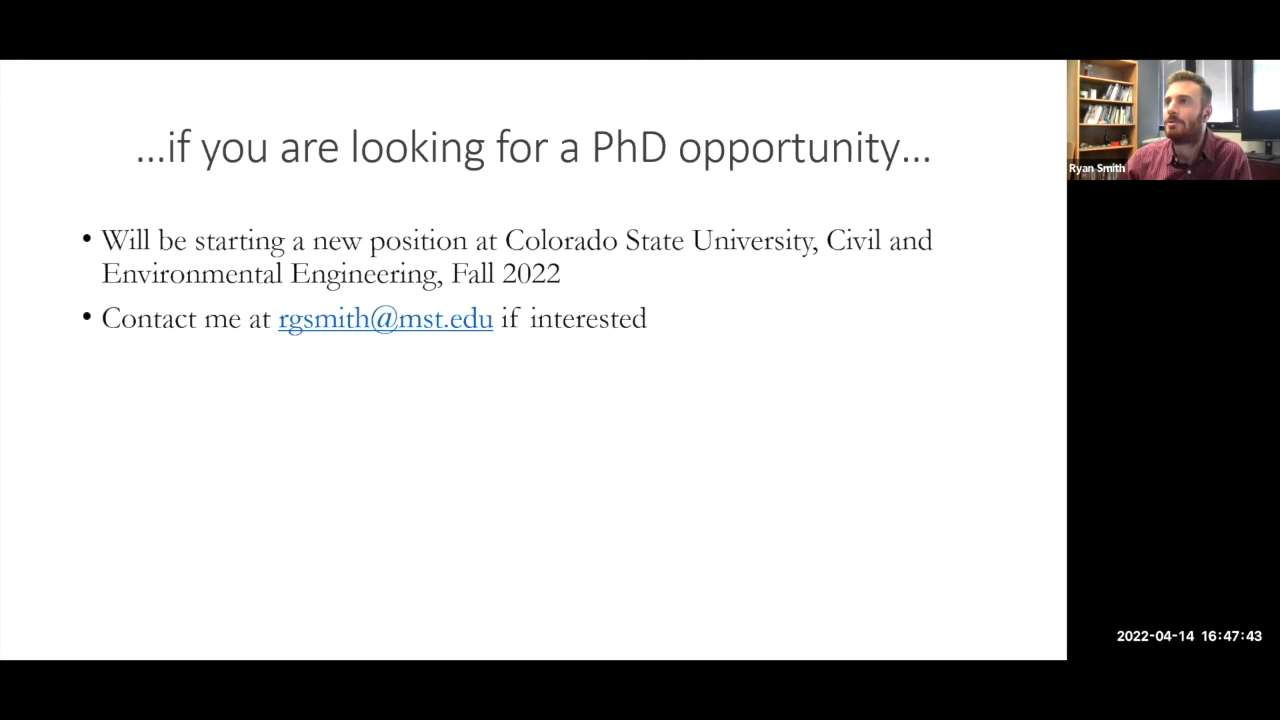 ...if you are looking for a PhD opportunity...
• Will be starting a new position at Colorado State University, Civil and
Environmental Engineering, Fall 2022
• Contact me at rgsmith@mst.edu if interested
Ryan Smith
2022-04-14 16:47:43